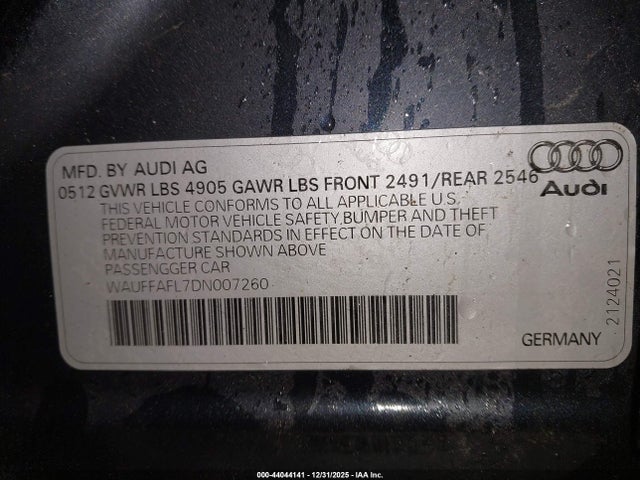 MFD. BY AUDI AG
0512 GVWR LBS 4905 GAWR LBS FRONT 2491/REAR 2546
THIS VEHICLE CONFORMS TO ALL APPLICABLE U.S.
FEDERAL MOTOR VEHICLE SAFETY, BUMPER AND THEFT
PREVENTION STANDARDS IN EFFECT ON THE DATE OF
MANUFACTURE SHOWN ABOVE
PASSENGGER CAR
WAUFFAFL7DN007260
Audi
2124021
GERMANY
000-44044141 - 12/31/2025 - IAA Inc.